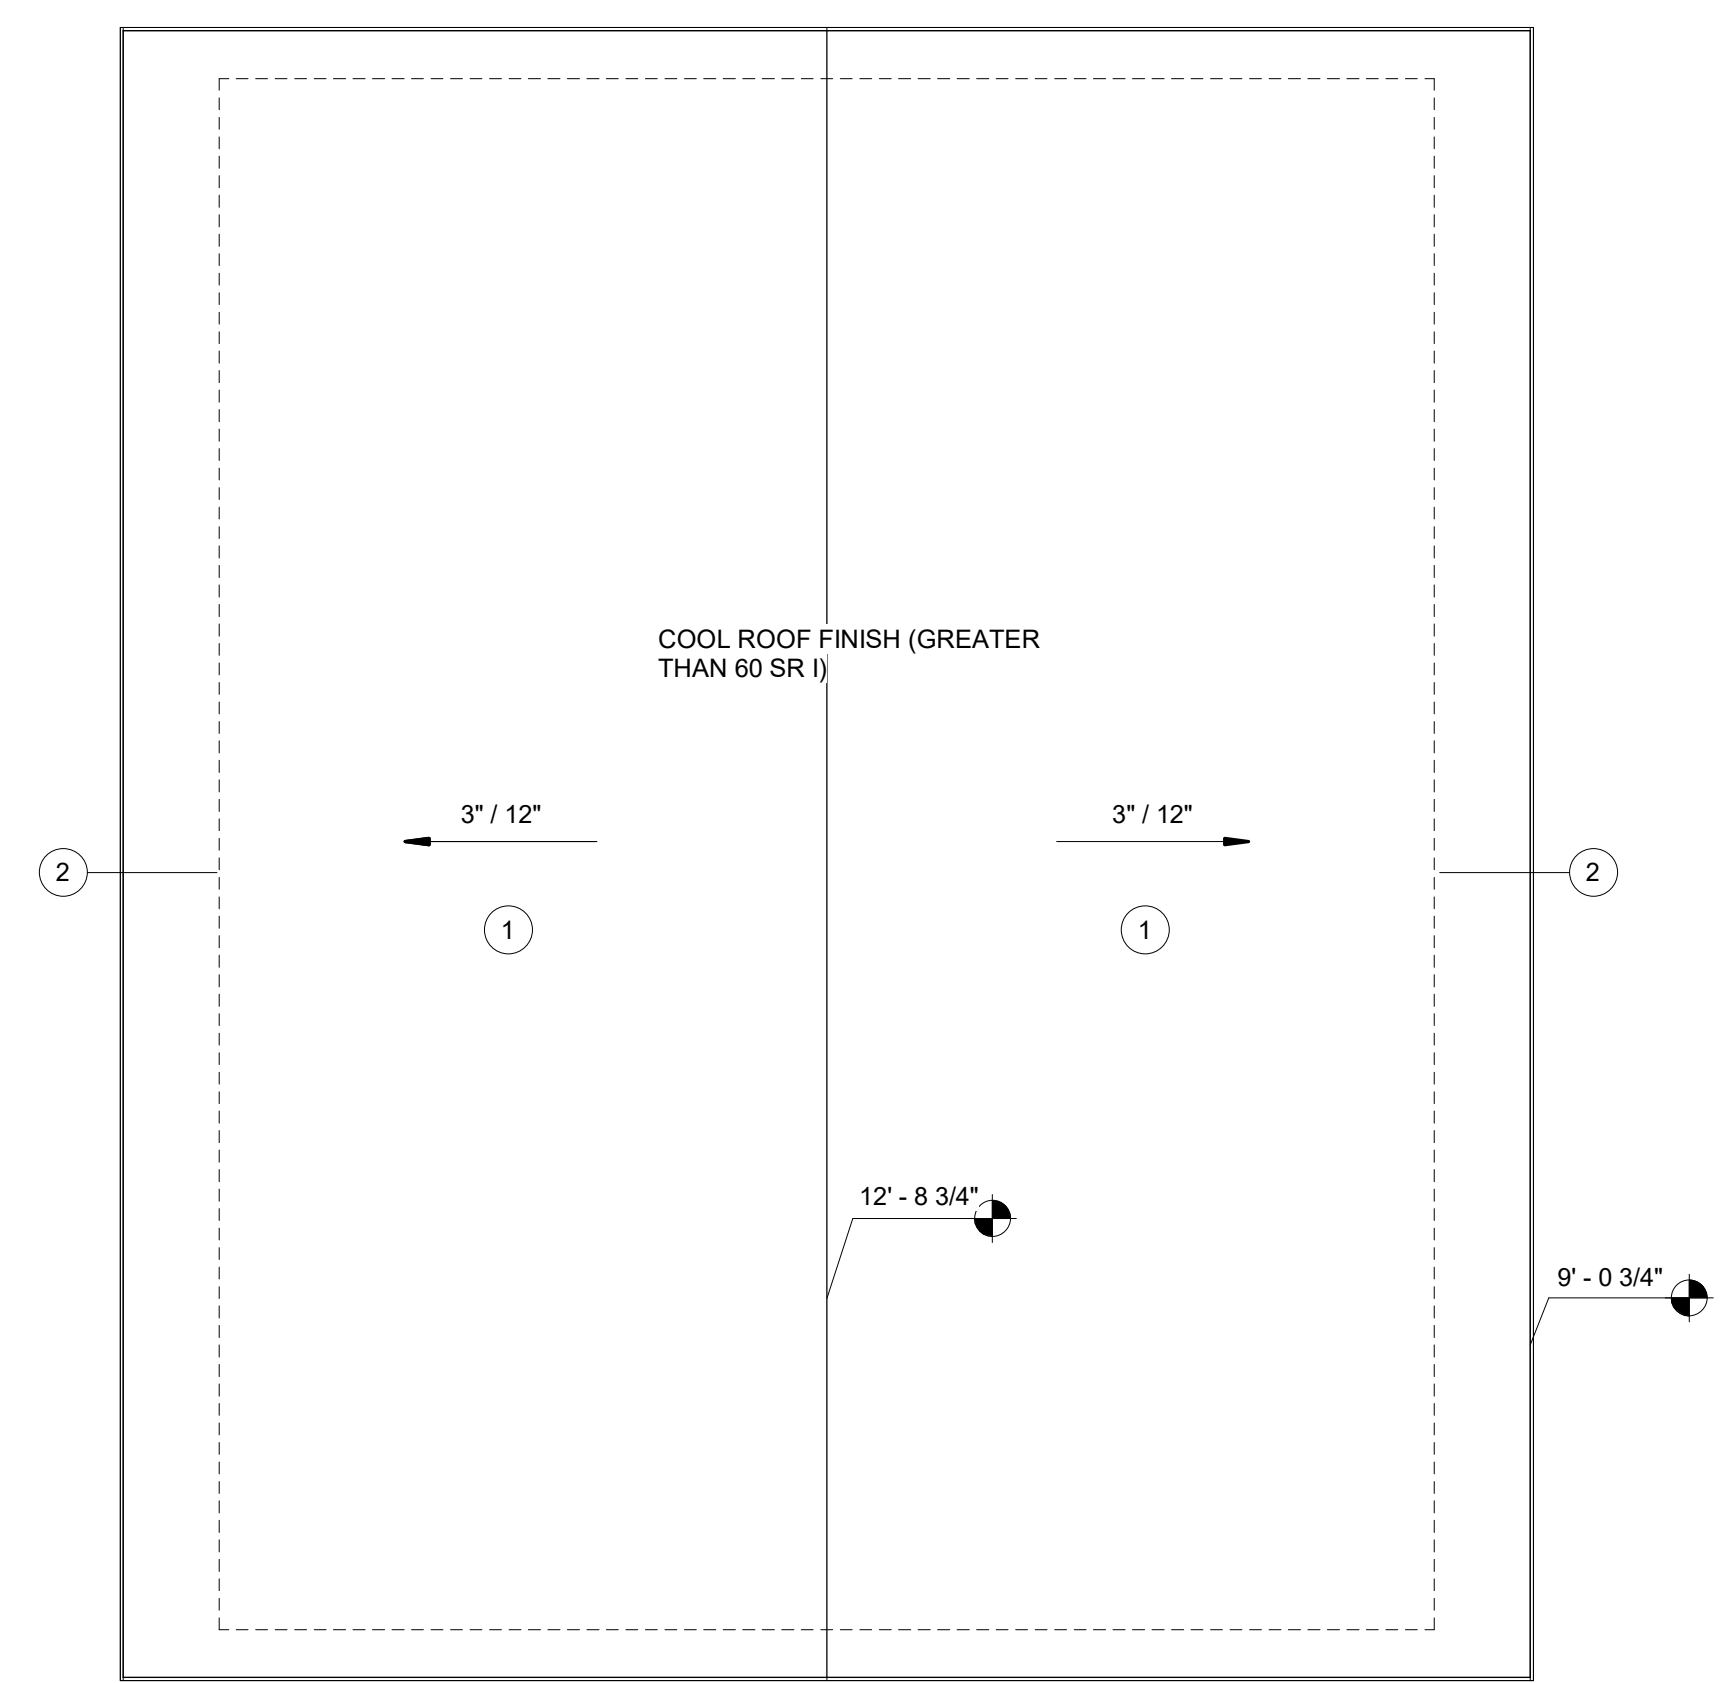 COOL ROOF FINISH (GREATER
THAN 60 SR I)
3" / 12"
3" / 12"
2
2
1
1
12' - 8 3/4"
9' - 0 3/4"